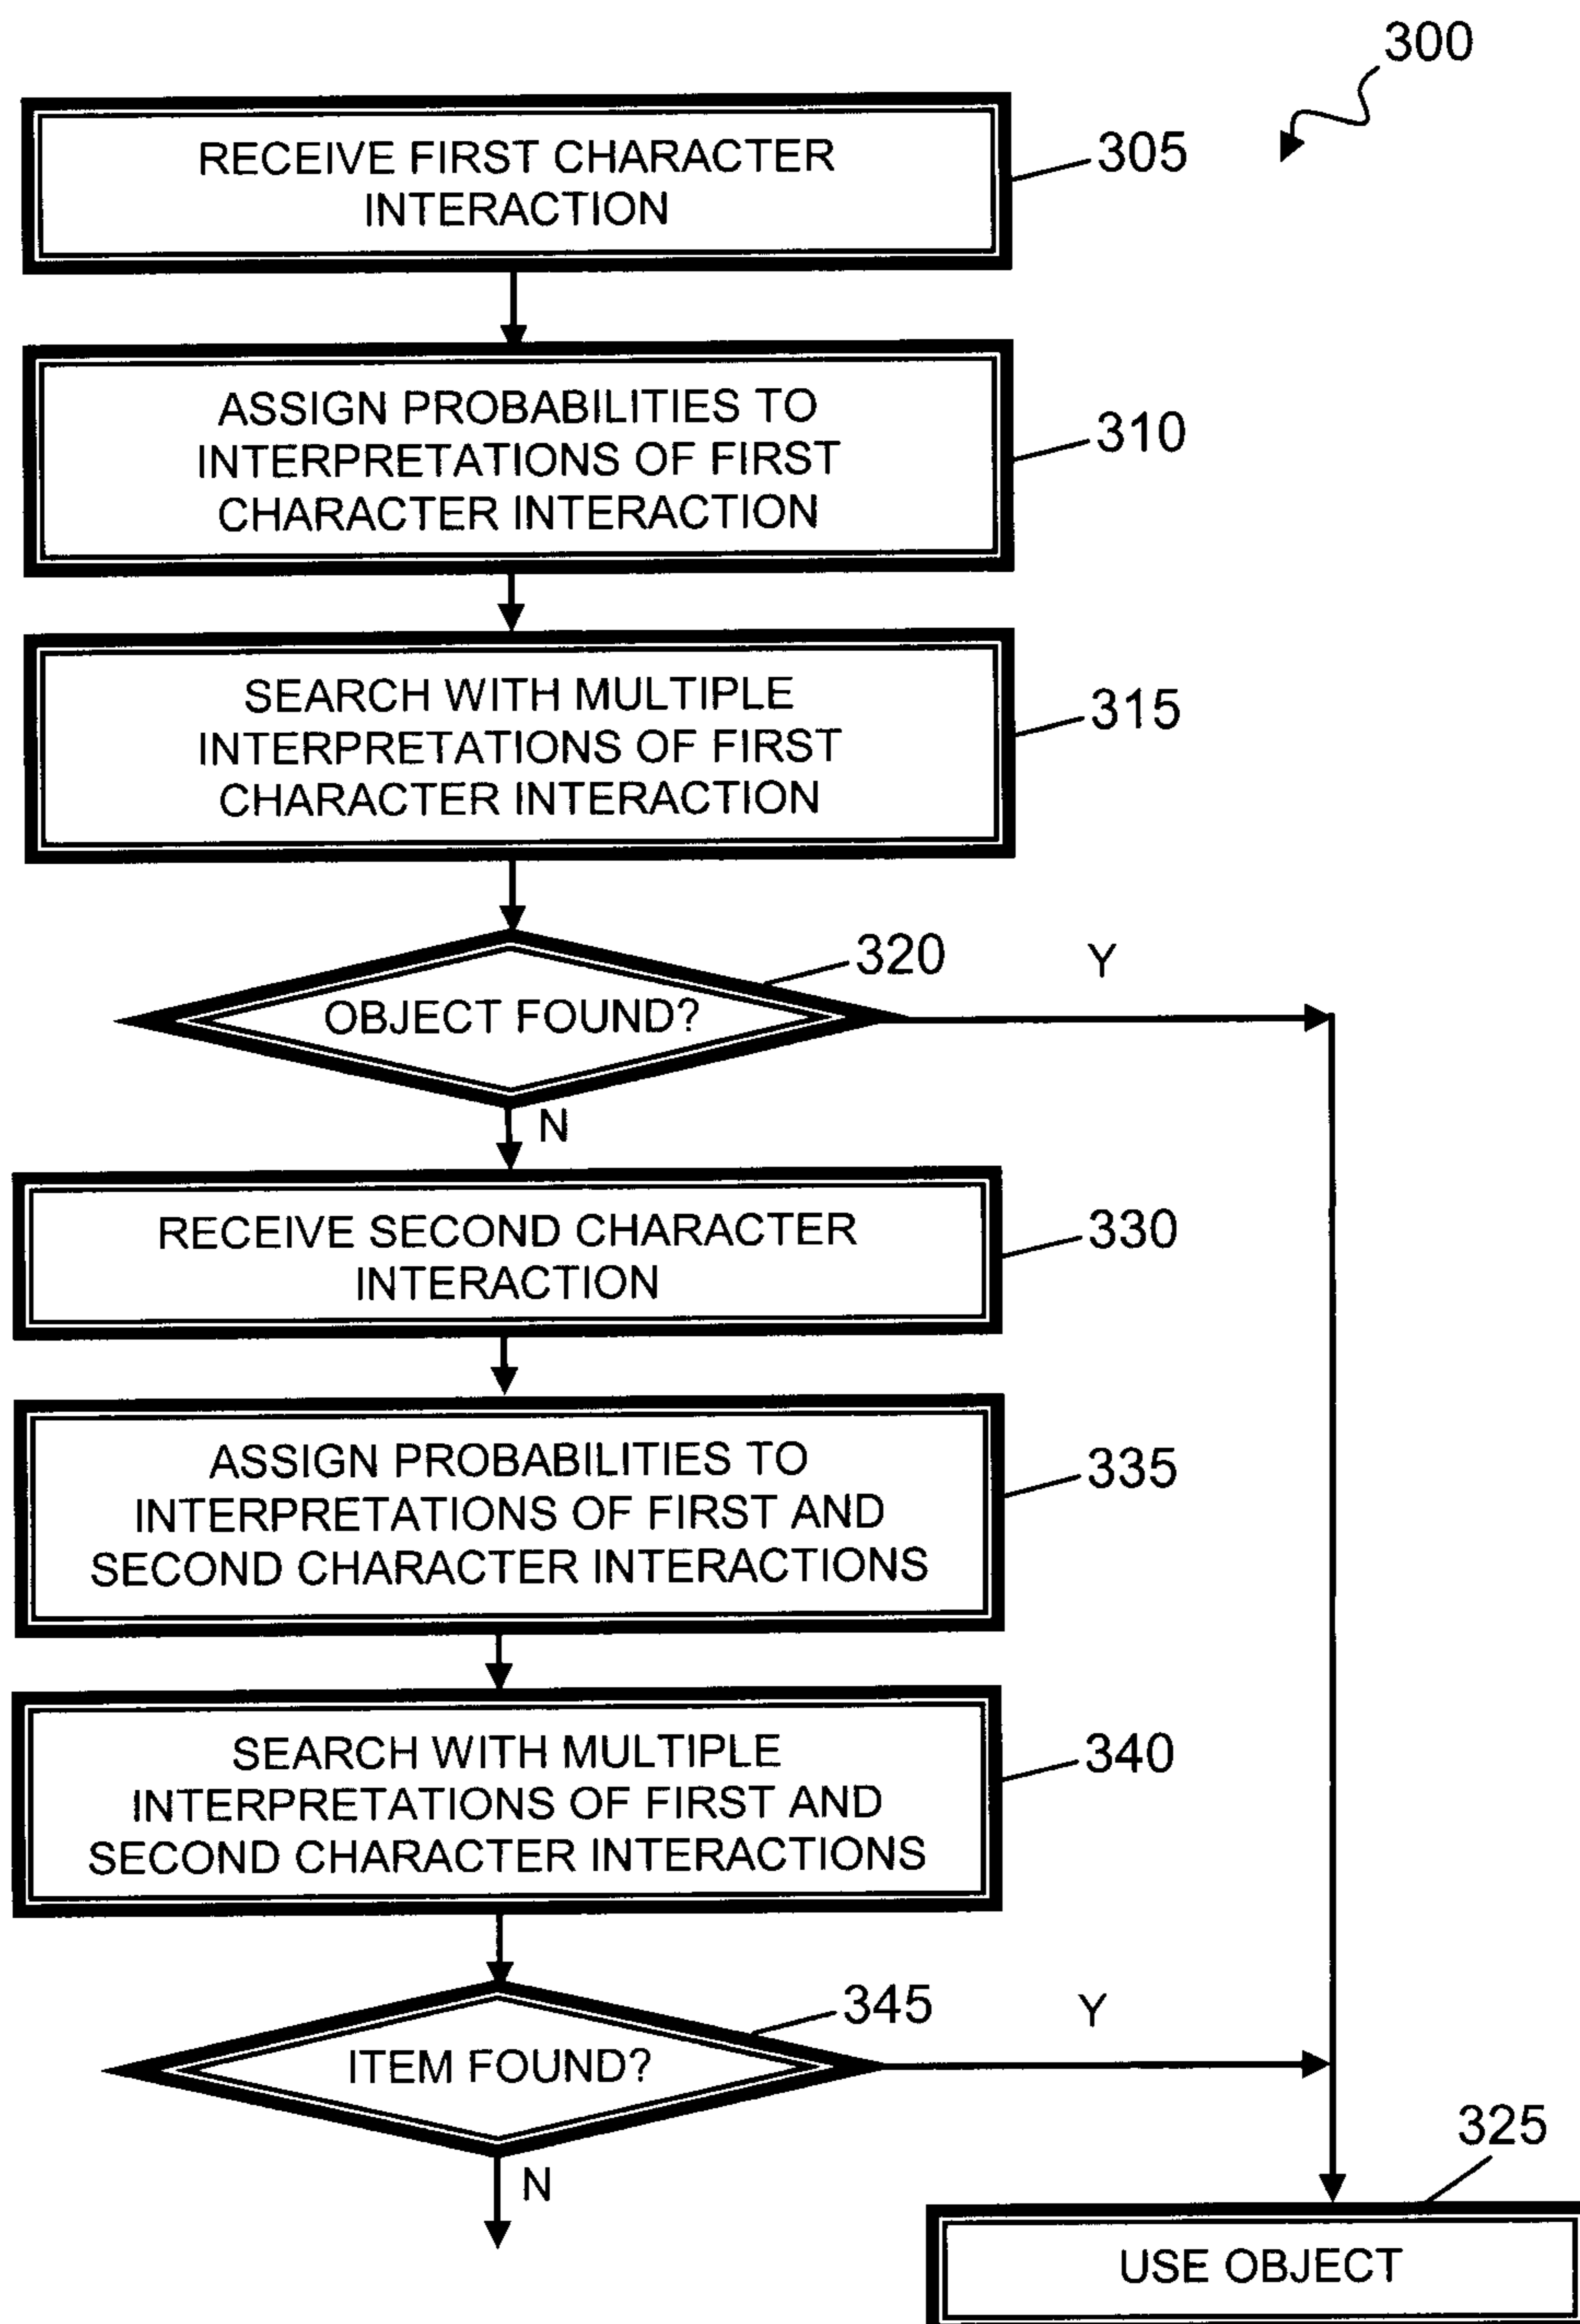 300
RECEIVE FIRST CHARACTER
INTERACTION
305
ASSIGN PROBABILITIES TO
INTERPRETATIONS OF FIRST
CHARACTER INTERACTION
310
SEARCH WITH MULTIPLE
INTERPRETATIONS OF FIRST
CHARACTER INTERACTION
315
320
Y
OBJECT FOUND?
N
RECEIVE SECOND CHARACTER
INTERACTION
330
ASSIGN PROBABILITIES TO
INTERPRETATIONS OF FIRST AND
SECOND CHARACTER INTERACTIONS
335
SEARCH WITH MULTIPLE
INTERPRETATIONS OF FIRST AND
SECOND CHARACTER INTERACTIONS
340
345
Y
ITEM FOUND?
N
325
USE OBJECT